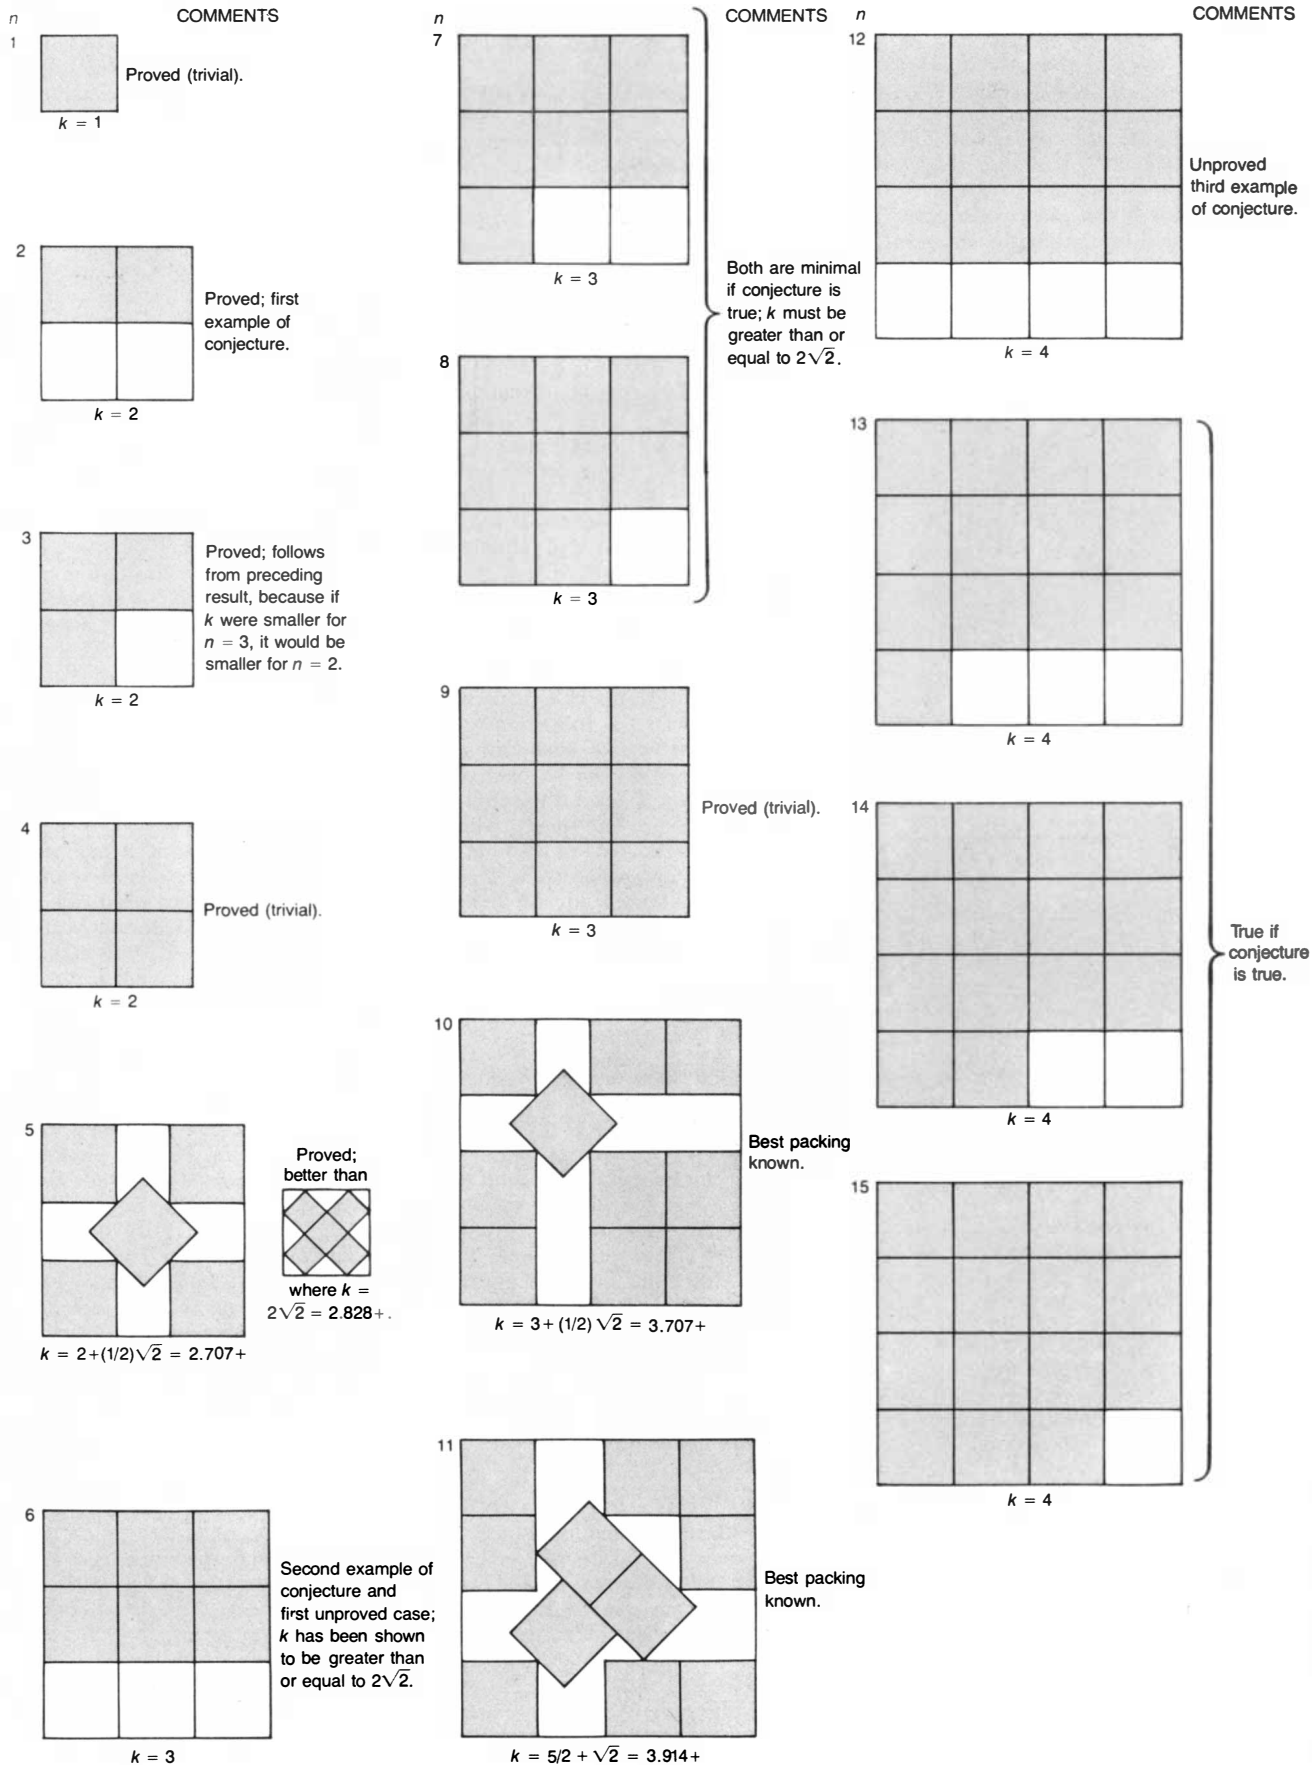 n COMMENTS
1
Proved (trivial).
k = 1
2
Proved; first
example of
conjecture.
k = 2
3
Proved; follows
from preceding
result, because if
k were smaller for
n = 3, it would be
smaller for n = 2.
k = 2
4
Proved (trivial).
k = 2
5
Proved;
better than
where k =
2√2 = 2.828+.
k = 2+(1/2)√2 = 2.707+
6
Second example of
conjecture and
first unproved case;
k has been shown
to be greater than
or equal to 2√2.
k = 3
n COMMENTS
7
k = 3
Both are minimal
if conjecture is
true; k must be
greater than or
equal to 2√2.
8
k = 3
9
Proved (trivial).
k = 3
10
Best packing
known.
k = 3+(1/2)√2 = 3.707+
11
Best packing
known.
k = 5/2 + √2 = 3.914+
n COMMENTS
12
Unproved
third example
of conjecture.
k = 4
13
k = 4
14
True if
conjecture
is true.
k = 4
15
k = 4